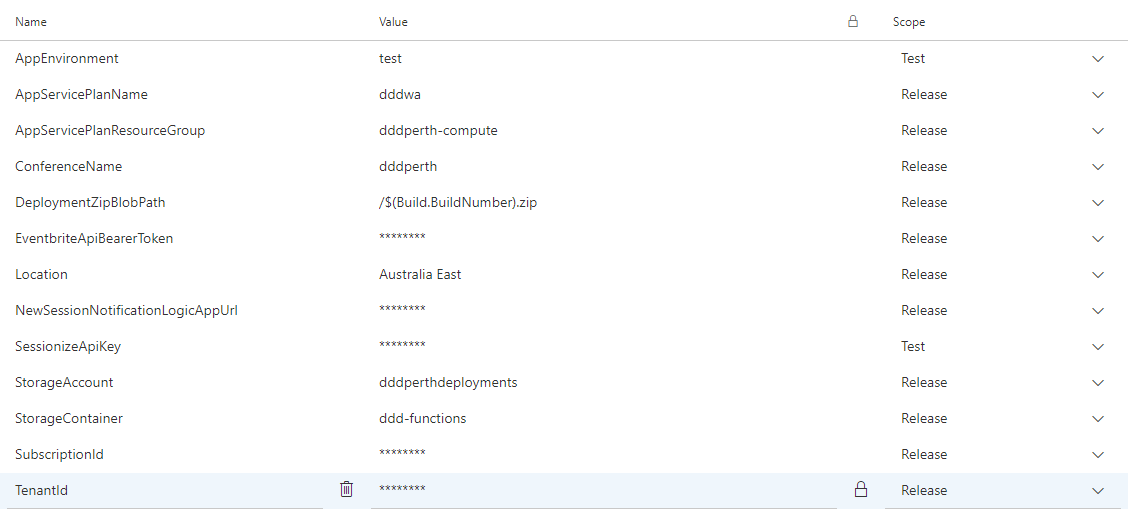 Name Value Scope
AppEnvironment test Test
AppServicePlanName dddwa Release
AppServicePlanResourceGroup dddperth-compute Release
ConferenceName dddperth Release
DeploymentZipBlobPath /$(Build.BuildNumber).zip Release
EventbriteApiBearerToken ******** Release
Location Australia East Release
NewSessionNotificationLogicAppUrl ******** Release
SessionizeApiKey ******** Test
StorageAccount dddperthdeployments Release
StorageContainer ddd-functions Release
SubscriptionId ******** Release
TenantId ******** Release